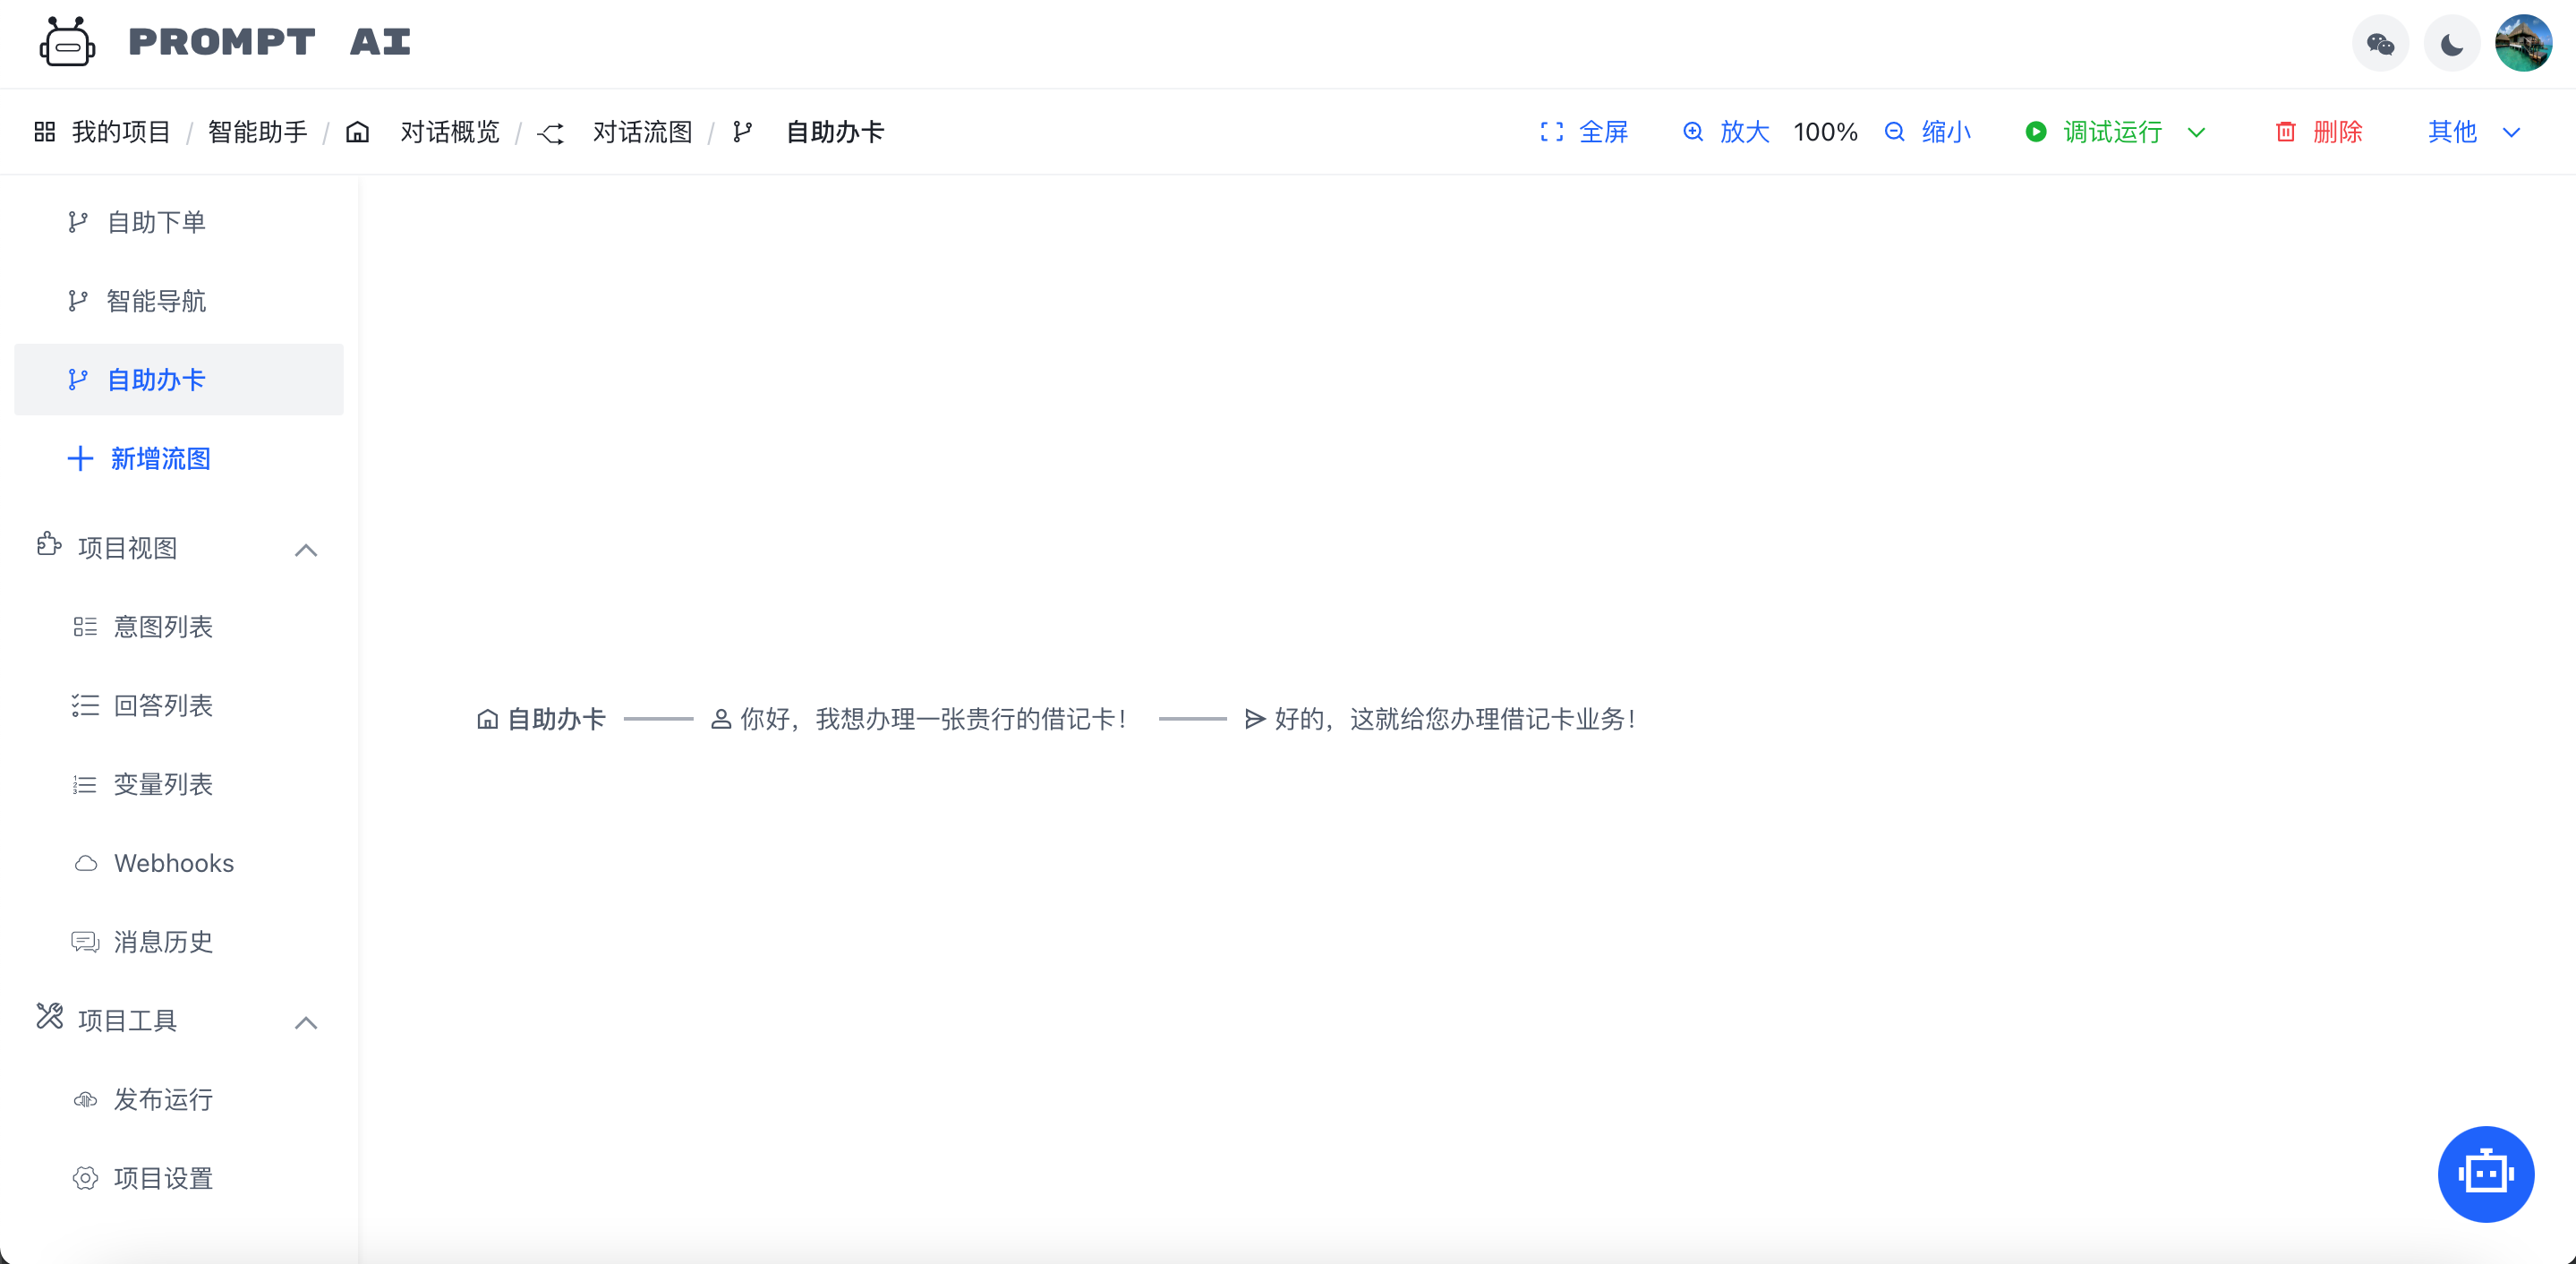 PROMPT AI
我的项目 / 智能助手 / 对话概览 / 对话流图 / 自助办卡
全屏 放大 100% 缩小 调试运行 删除 其他
自助下单
智能导航
自助办卡
新增流图
项目视图
意图列表
回答列表
变量列表
Webhooks
消息历史
项目工具
发布运行
项目设置
自助办卡 你好，我想办理一张贵行的借记卡！ 好的，这就给您办理借记卡业务！